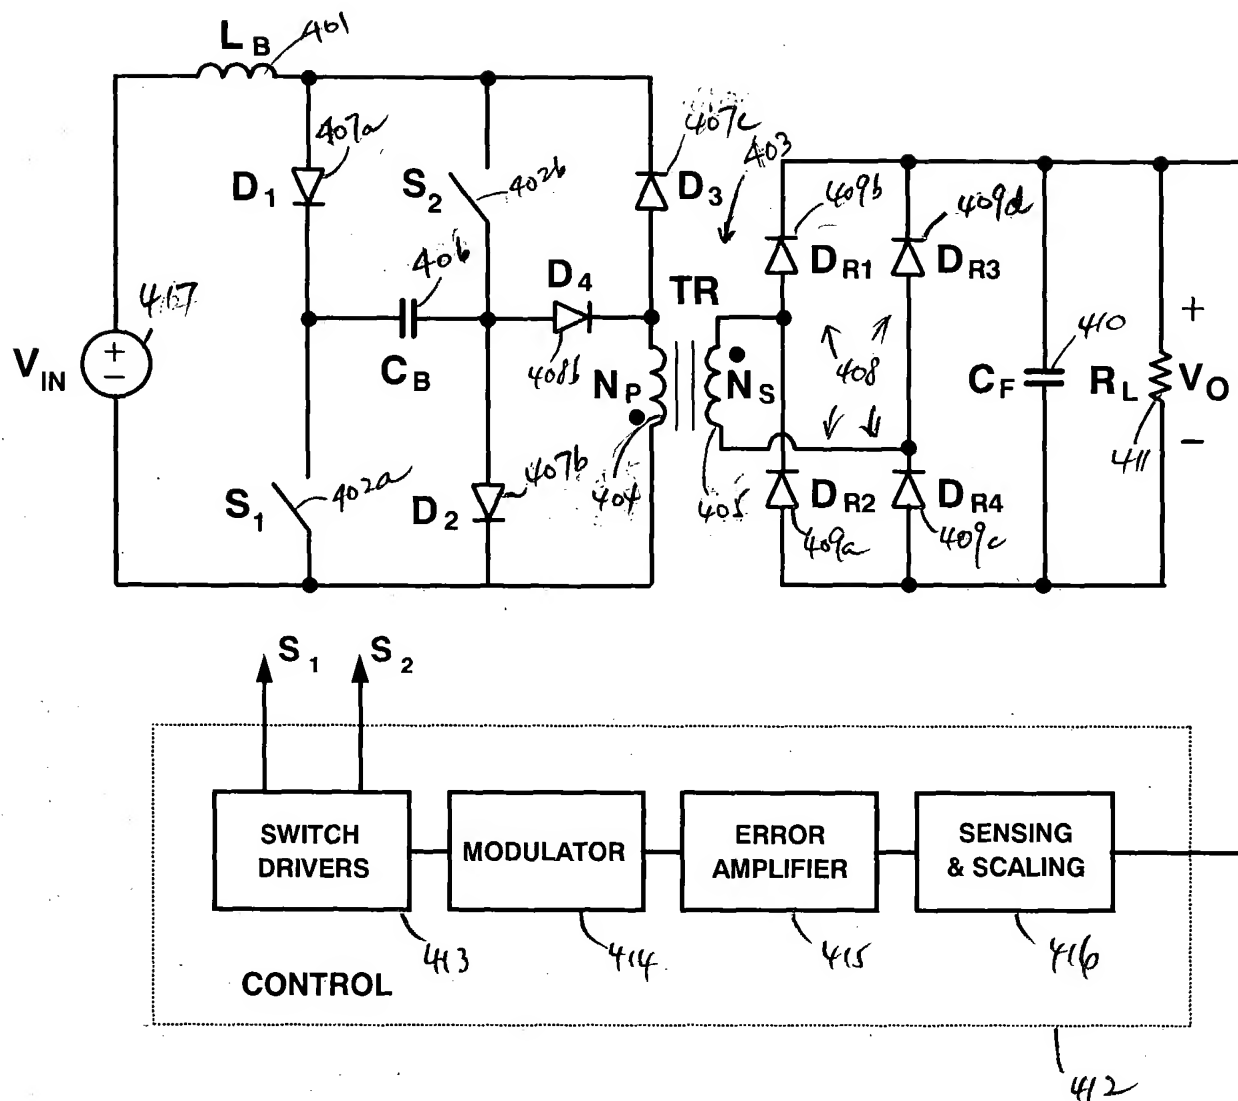 L B 401
407a
D1
S2
402b
407c
D3
403
409b
DR1
409d
DR3
406
D4
TR
417
VIN
+
−
CB
408b
NP
NS
408
CF
410
RL
+
VO
−
411
S1
402a
D2
407b
404
405
DR2
409a
DR4
409c
S1 S2
SWITCH DRIVERS
MODULATOR
ERROR AMPLIFIER
SENSING & SCALING
413
414
415
416
CONTROL
412